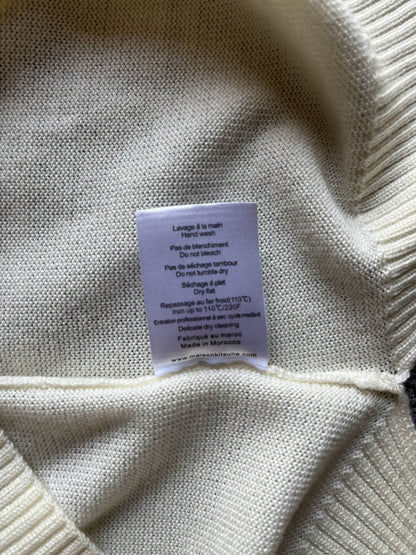 Lavage à la main
Hand wash
Pas de blanchiment
Do not bleach
Pas de séchage tambour
Do not tumble dry
Séchage à plat
Dry flat
Repassage au fer froid(110℃)
Iron up to 110℃/230F
Entration professionnel à sec cycle modéré
Delicate dry cleaning
Fabriqué au maroc
Made in Morocco
www.maisonkitsune.com